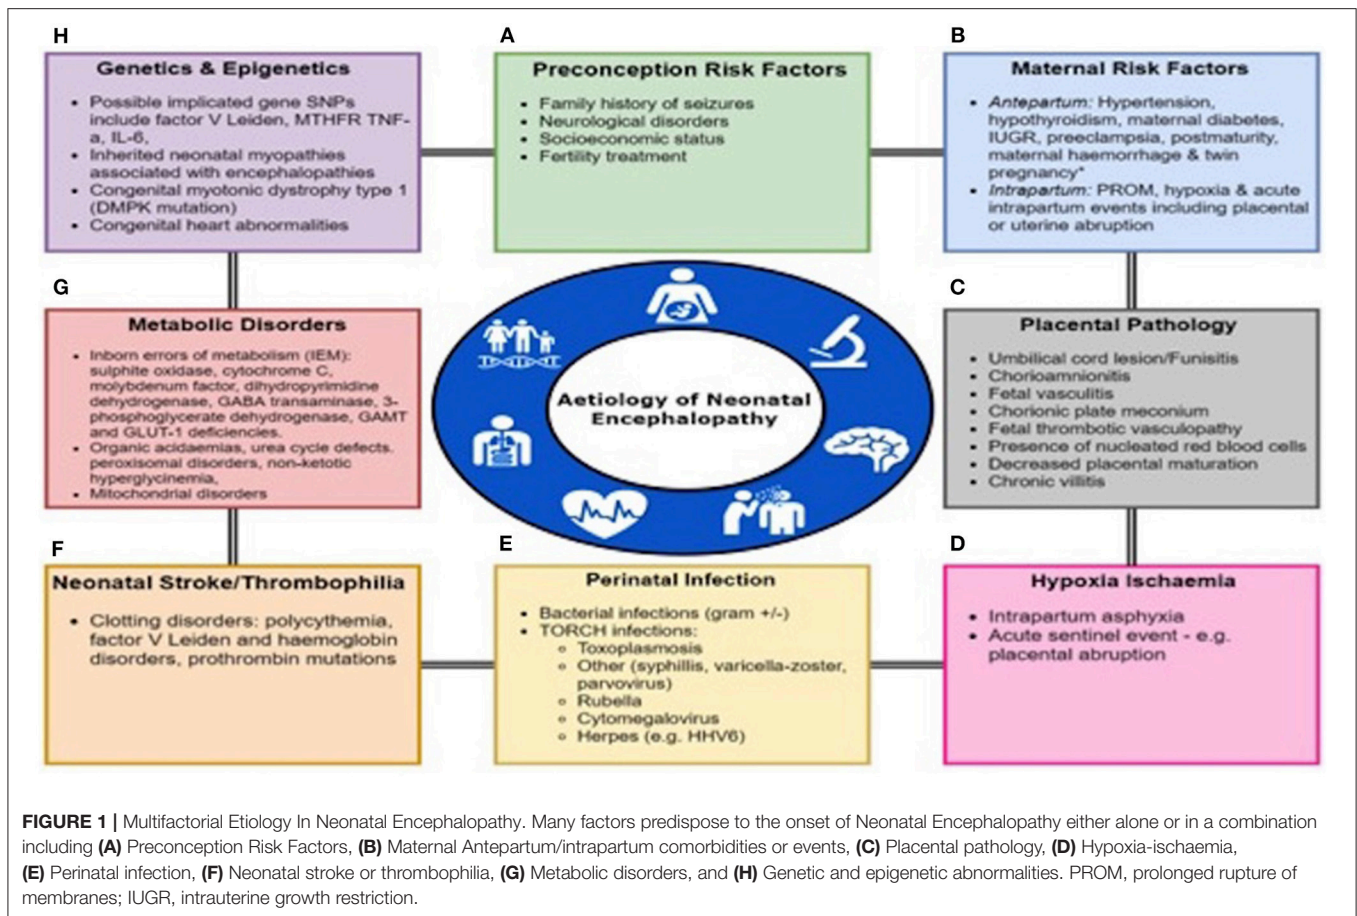 H
Genetics & Epigenetics
• Possible implicated gene SNPs
include factor V Leiden, MTHFR TNF-
a, IL-6,
• Inherited neonatal myopathies
associated with encephalopathies
• Congenital myotonic dystrophy type 1
(DMPK mutation)
• Congenital heart abnormalities
A
Preconception Risk Factors
• Family history of seizures
• Neurological disorders
• Socioeconomic status
• Fertility treatment
B
Maternal Risk Factors
• Antepartum: Hypertension,
hypothyroidism, maternal diabetes,
IUGR, preeclampsia, postmaturity,
maternal haemorrhage & twin
pregnancy*
• Intrapartum: PROM, hypoxia & acute
intrapartum events including placental
or uterine abruption
G
Metabolic Disorders
• Inborn errors of metabolism (IEM):
sulphite oxidase, cytochrome C,
molybdenum factor, dihydropyrimidine
dehydrogenase, GABA transaminase, 3-
phosphoglycerate dehydrogenase, GAMT
and GLUT-1 deficiencies.
• Organic acidaemias, urea cycle defects.
peroxisomal disorders, non-ketotic
hyperglycinemia,
• Mitochondrial disorders
Aetiology of Neonatal
Encephalopathy
C
Placental Pathology
• Umbilical cord lesion/Funisitis
• Chorioamnionitis
• Fetal vasculitis
• Chorionic plate meconium
• Fetal thrombotic vasculopathy
• Presence of nucleated red blood cells
• Decreased placental maturation
• Chronic villitis
F
Neonatal Stroke/Thrombophilia
• Clotting disorders: polycythemia,
factor V Leiden and haemoglobin
disorders, prothrombin mutations
E
Perinatal Infection
• Bacterial infections (gram +/-)
• TORCH infections:
o Toxoplasmosis
o Other (syphillis, varicella-zoster,
parvovirus)
o Rubella
o Cytomegalovirus
o Herpes (e.g. HHV6)
D
Hypoxia Ischaemia
• Intrapartum asphyxia
• Acute sentinel event - e.g.
placental abruption
FIGURE 1 | Multifactorial Etiology In Neonatal Encephalopathy. Many factors predispose to the onset of Neonatal Encephalopathy either alone or in a combination
including (A) Preconception Risk Factors, (B) Maternal Antepartum/intrapartum comorbidities or events, (C) Placental pathology, (D) Hypoxia-ischaemia,
(E) Perinatal infection, (F) Neonatal stroke or thrombophilia, (G) Metabolic disorders, and (H) Genetic and epigenetic abnormalities. PROM, prolonged rupture of
membranes; IUGR, intrauterine growth restriction.